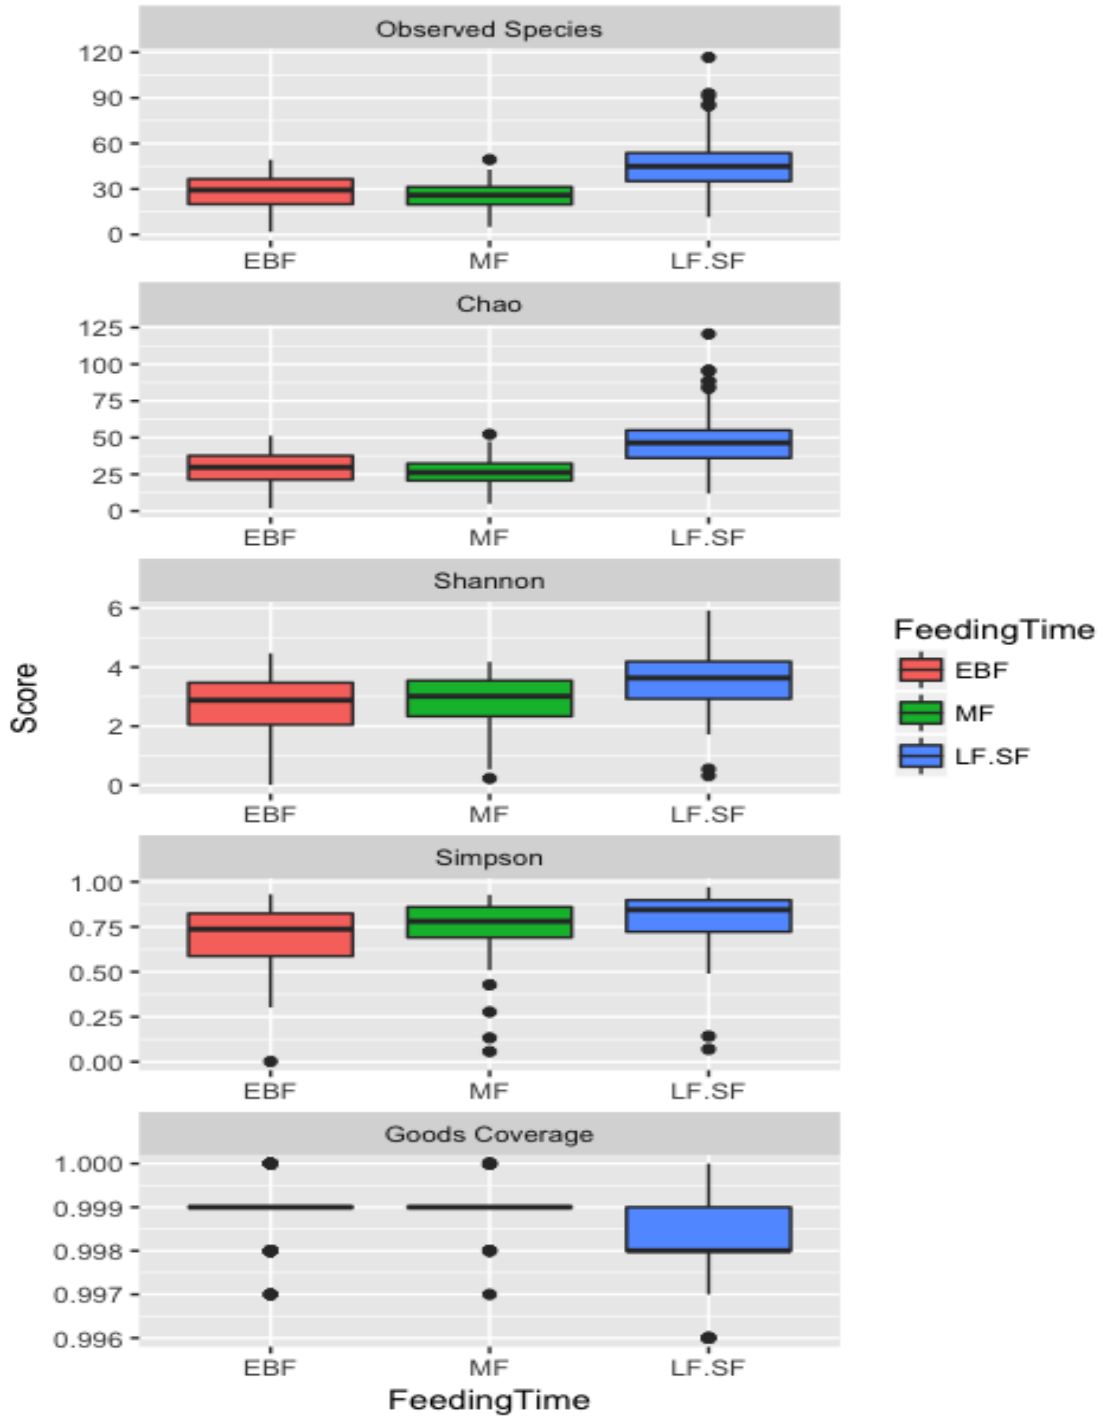 Observed Species
120
90
60
30
0
EBF MF LF.SF
Chao
125
100
75
50
25
0
EBF MF LF.SF
Shannon
6
4
2
0
EBF MF LF.SF
Simpson
1.00
0.75
0.50
0.25
0.00
EBF MF LF.SF
Goods Coverage
1.000
0.999
0.998
0.997
0.996
EBF MF LF.SF
FeedingTime
Score
FeedingTime
EBF
MF
LF.SF